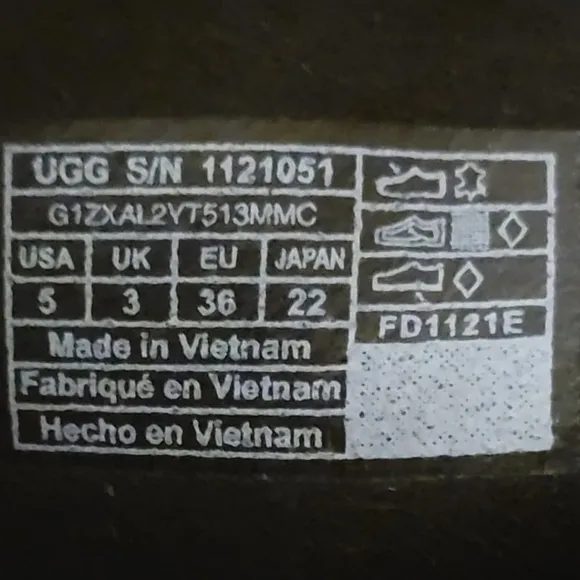 UGG S/N 1121051
G1ZXAL2YT513MMC
USA UK EU JAPAN
5 3 36 22
Made in Vietnam
Fabriqué en Vietnam
Hecho en Vietnam
FD1121E